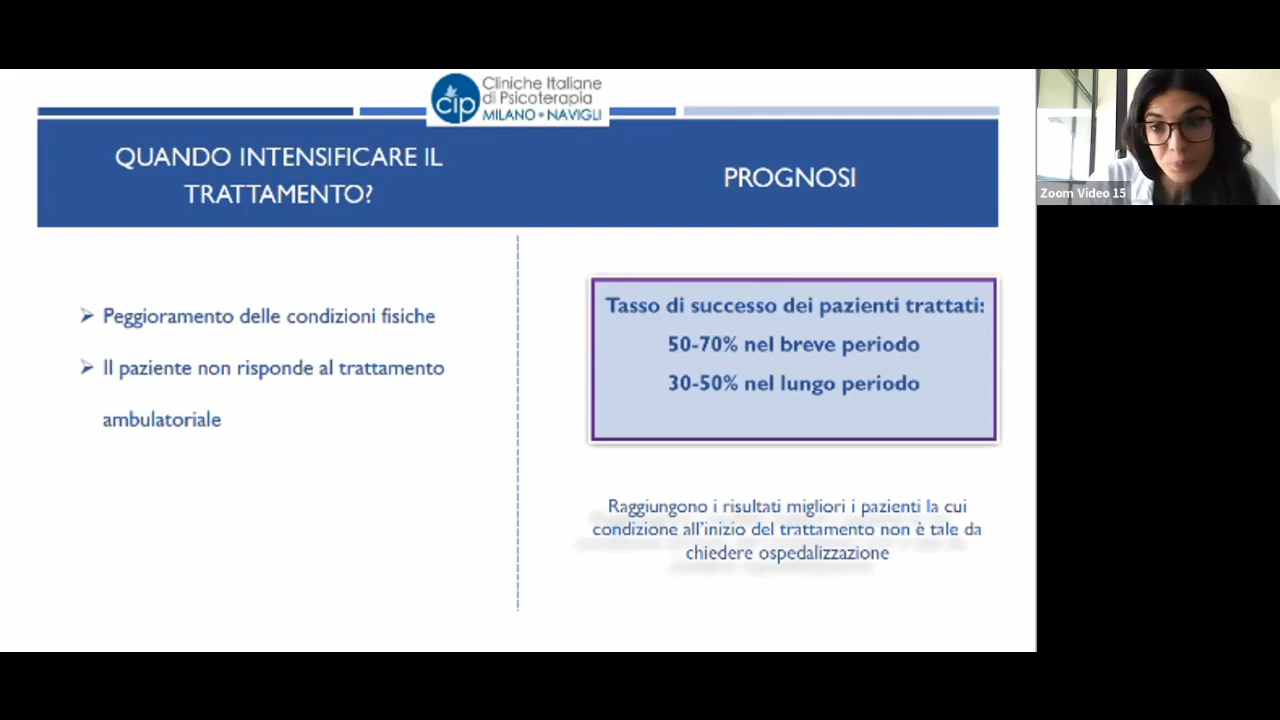 Cliniche Italiane
di Psicoterapia
cip
MILANO • NAVIGLI
QUANDO INTENSIFICARE IL
TRATTAMENTO?
PROGNOSI
Zoom Video 15
➢ Peggioramento delle condizioni fisiche
➢ Il paziente non risponde al trattamento
ambulatoriale
Tasso di successo dei pazienti trattati:
50-70% nel breve periodo
30-50% nel lungo periodo
Raggiungono i risultati migliori i pazienti la cui
condizione all'inizio del trattamento non è tale da
chiedere ospedalizzazione